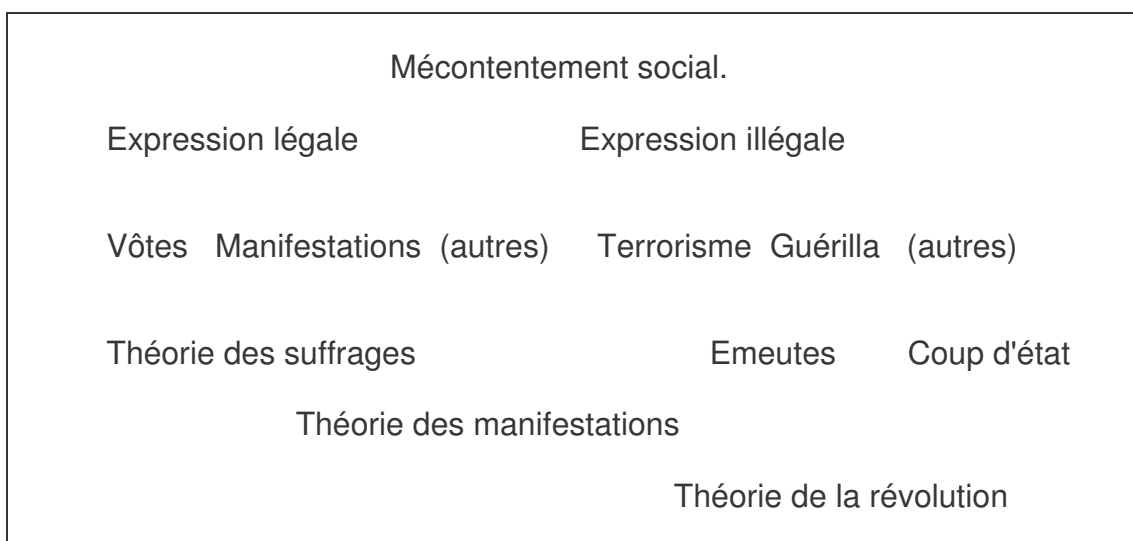 Mécontentement social.
Expression légale Expression illégale
Vôtes Manifestations (autres) Terrorisme Guérilla (autres)
Théorie des suffrages Emeutes Coup d'état
Théorie des manifestations
Théorie de la révolution